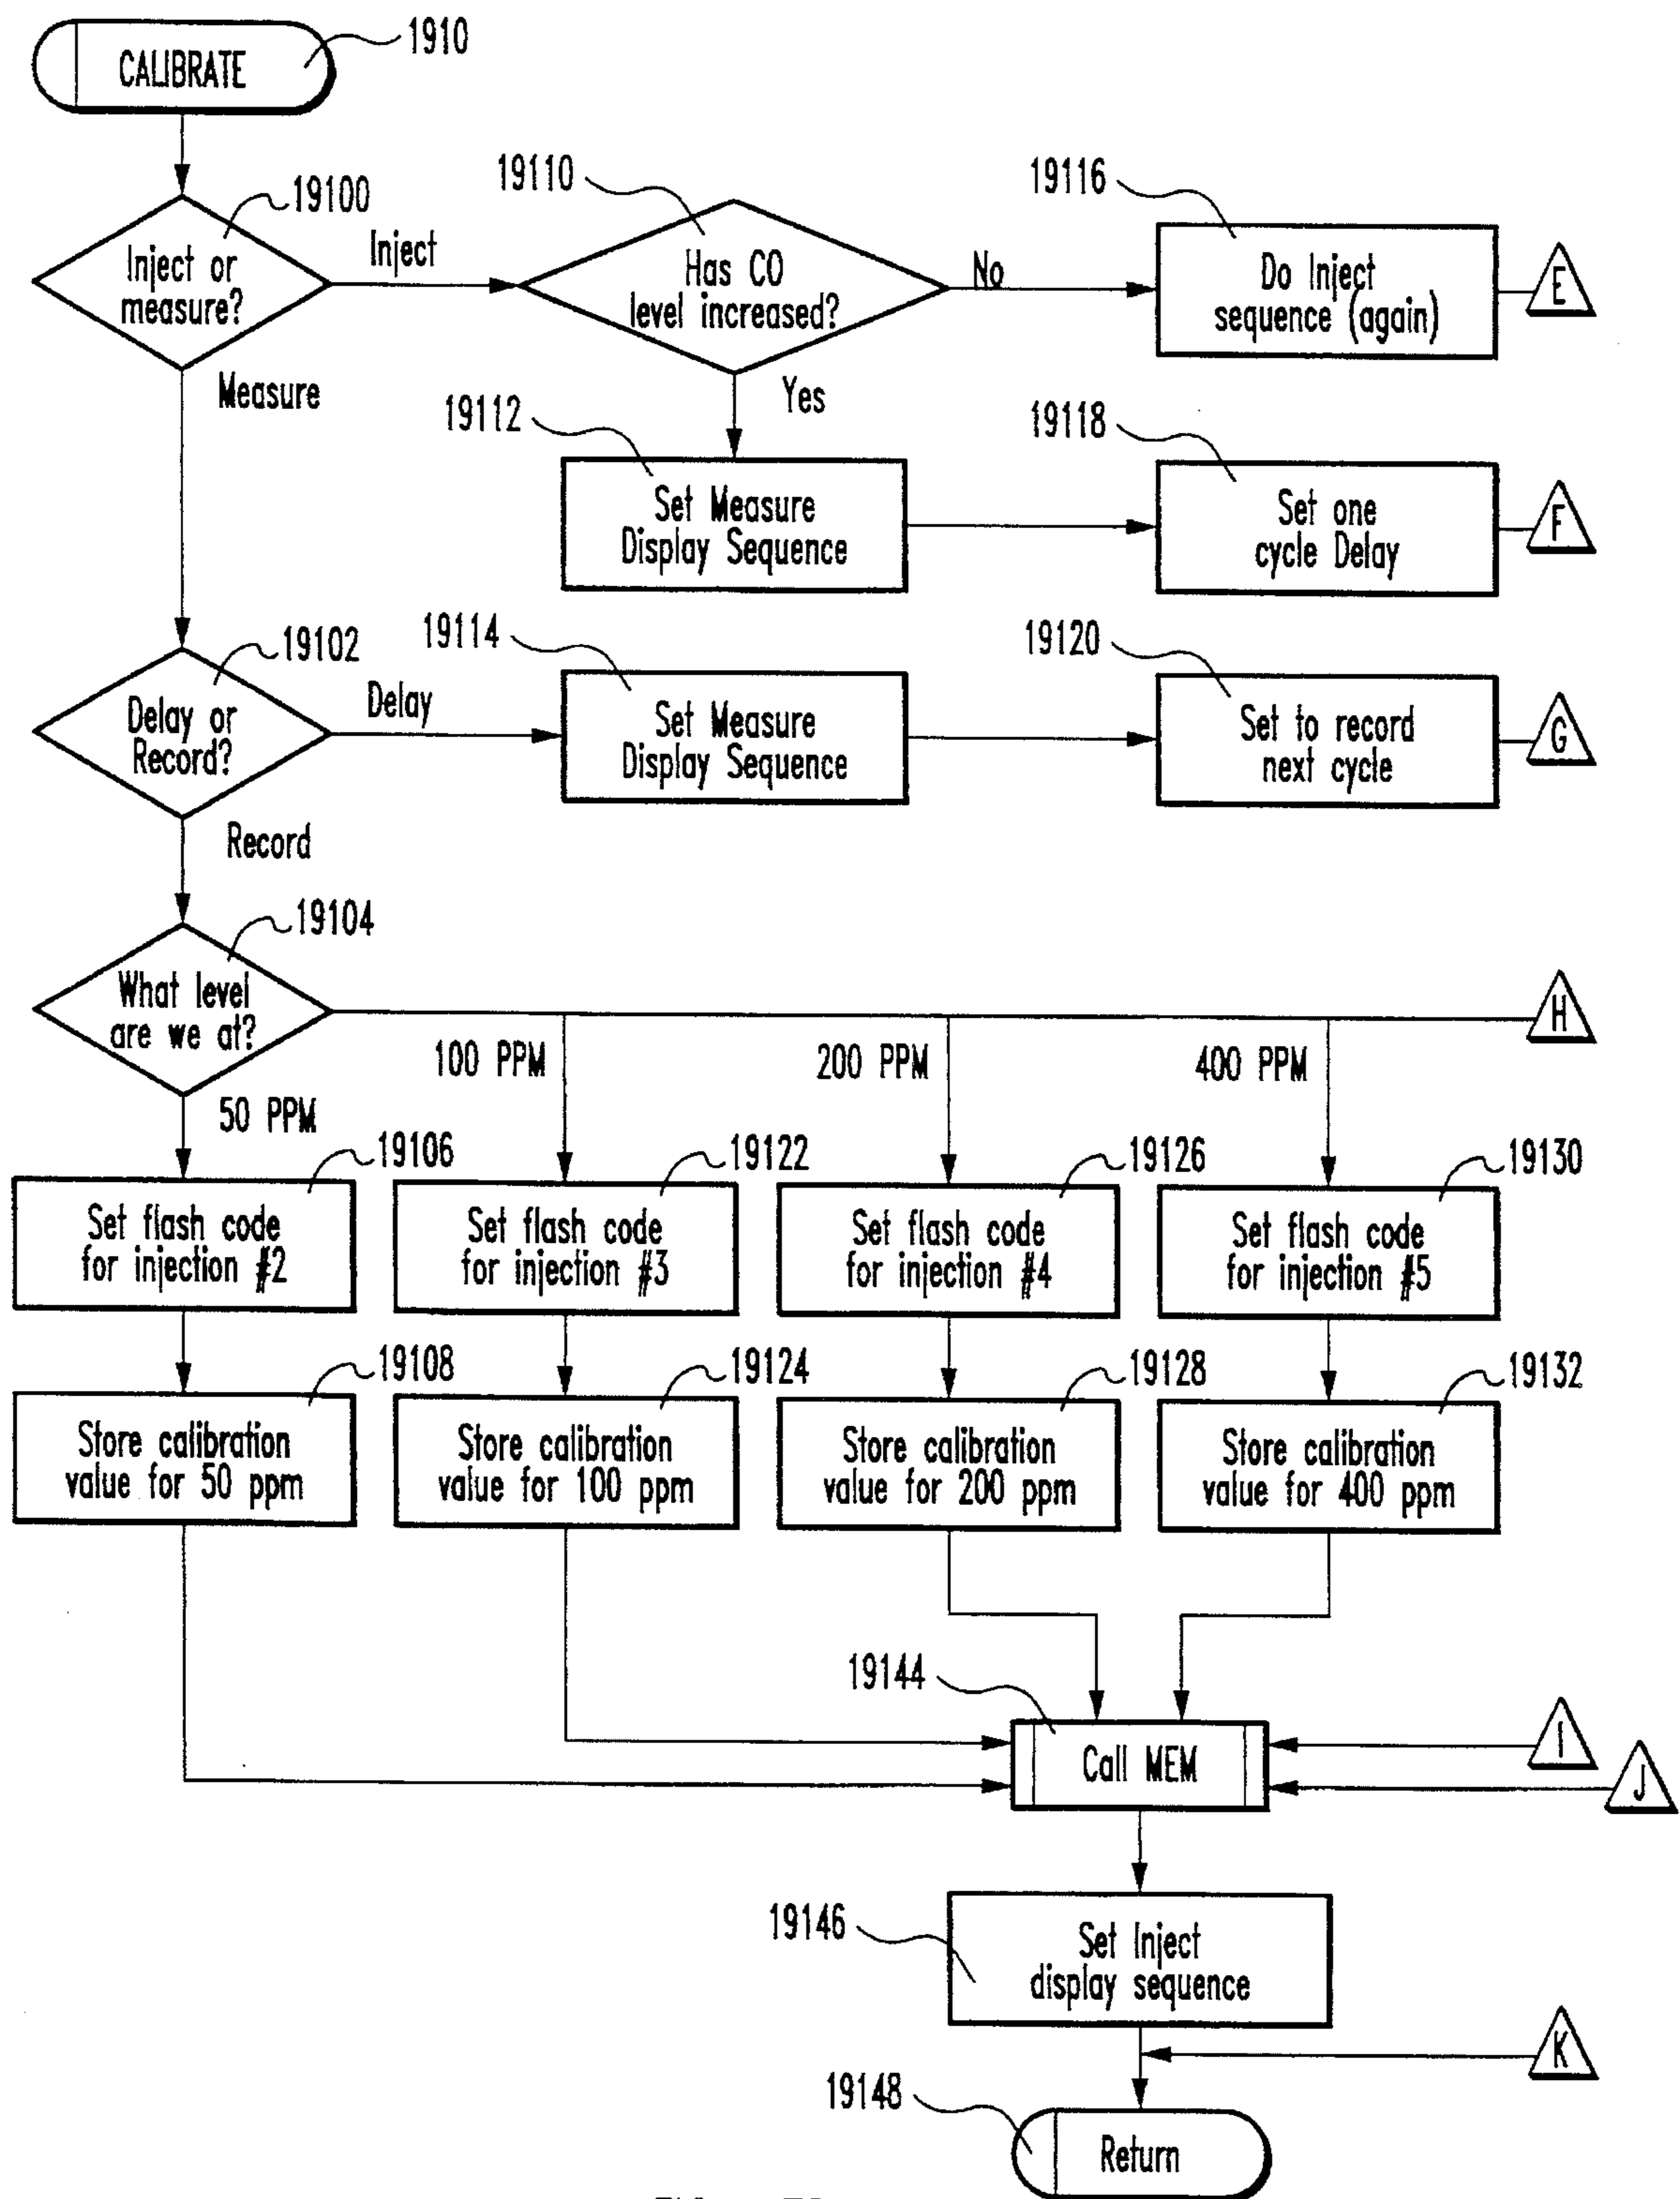 CALIBRATE
1910
19100
Inject or
measure?
Inject
Measure
19110
Has CO
level increased?
No
Yes
19116
Do Inject
sequence (again)
E
19112
Set Measure
Display Sequence
19118
Set one
cycle Delay
F
19102
Delay or
Record?
Delay
Record
19114
Set Measure
Display Sequence
19120
Set to record
next cycle
G
19104
What level
are we at?
H
50 PPM
100 PPM
200 PPM
400 PPM
19106
Set flash code
for injection #2
19122
Set flash code
for injection #3
19126
Set flash code
for injection #4
19130
Set flash code
for injection #5
19108
Store calibration
value for 50 ppm
19124
Store calibration
value for 100 ppm
19128
Store calibration
value for 200 ppm
19132
Store calibration
value for 400 ppm
19144
Call MEM
I
J
19146
Set Inject
display sequence
K
19148
Return